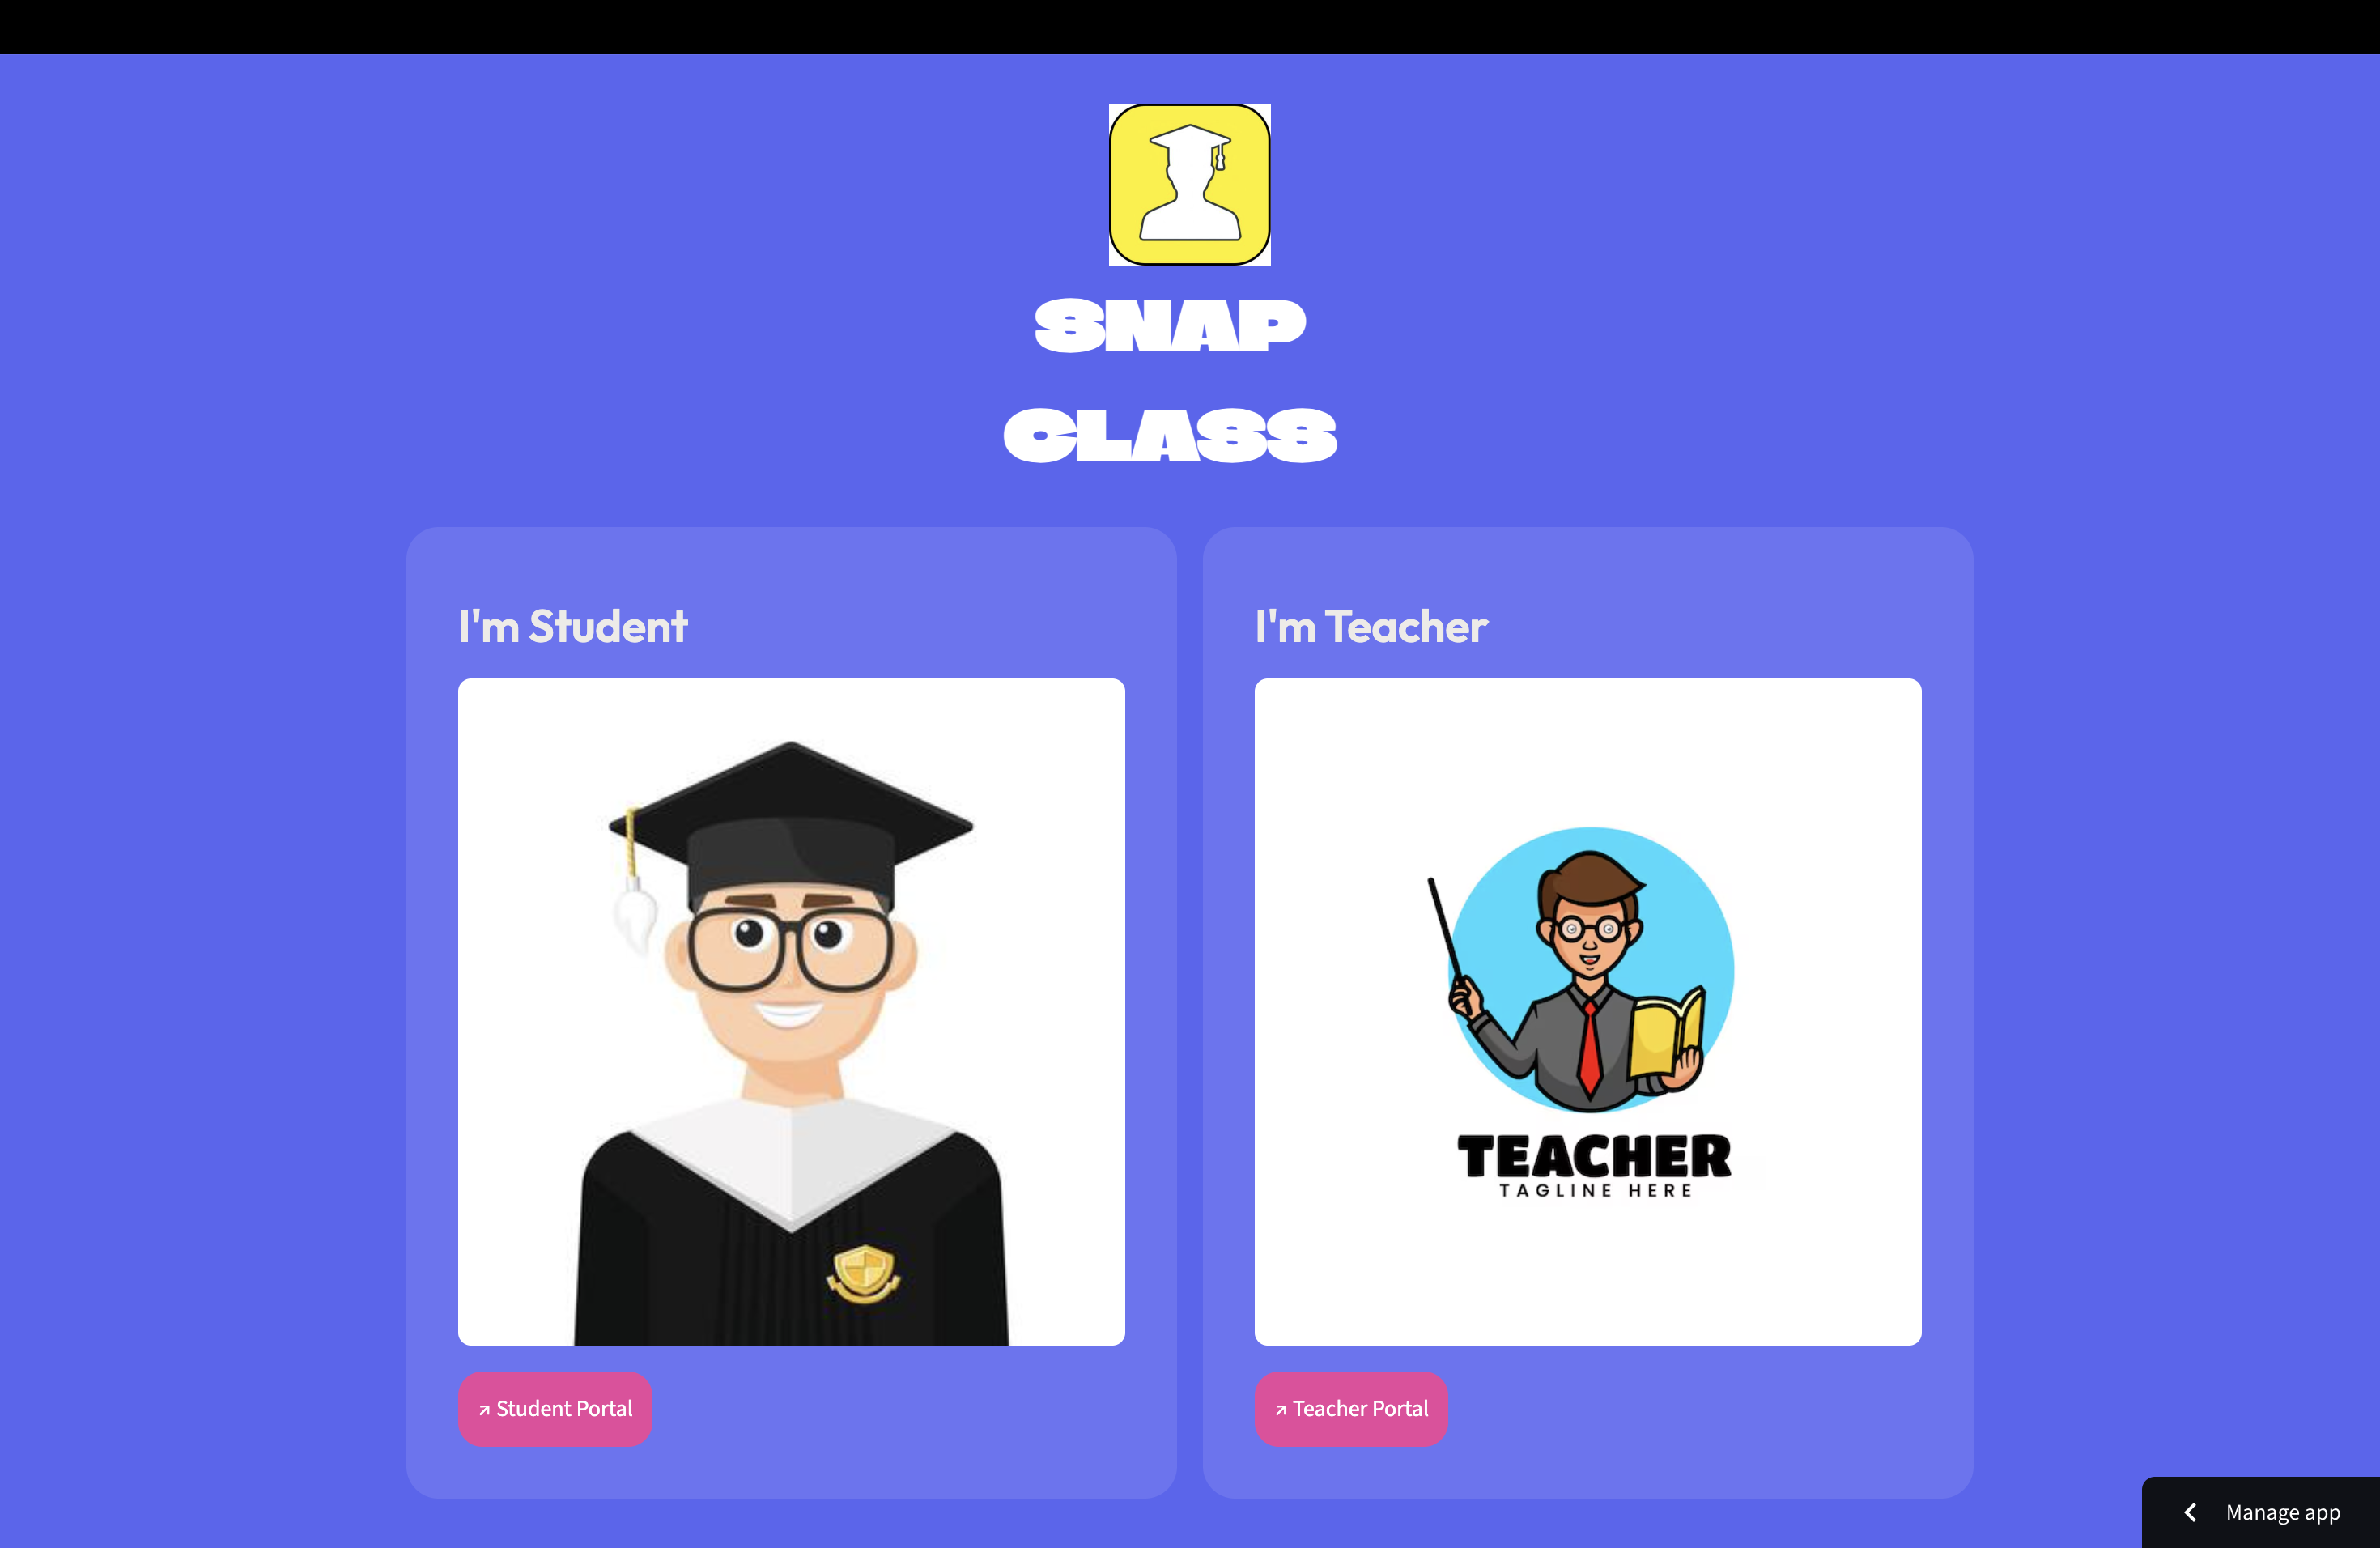 SNAP
CLASS
I'm Student
I'm Teacher
TEACHER
TAGLINE HERE
Student Portal
Teacher Portal
Manage app